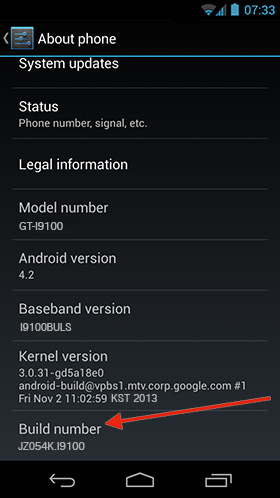 07:33
About phone
System updates
Status
Phone number, signal, etc.
Legal information
Model number
GT-I9100
Android version
4.2
Baseband version
I9100BULS
Kernel version
3.0.31-gd5a18e0
android-build@vpbs1.mtv.corp.google.com #1
Fri Nov 2 11:02:59 KST 2013
Build number
JZ054K.I9100